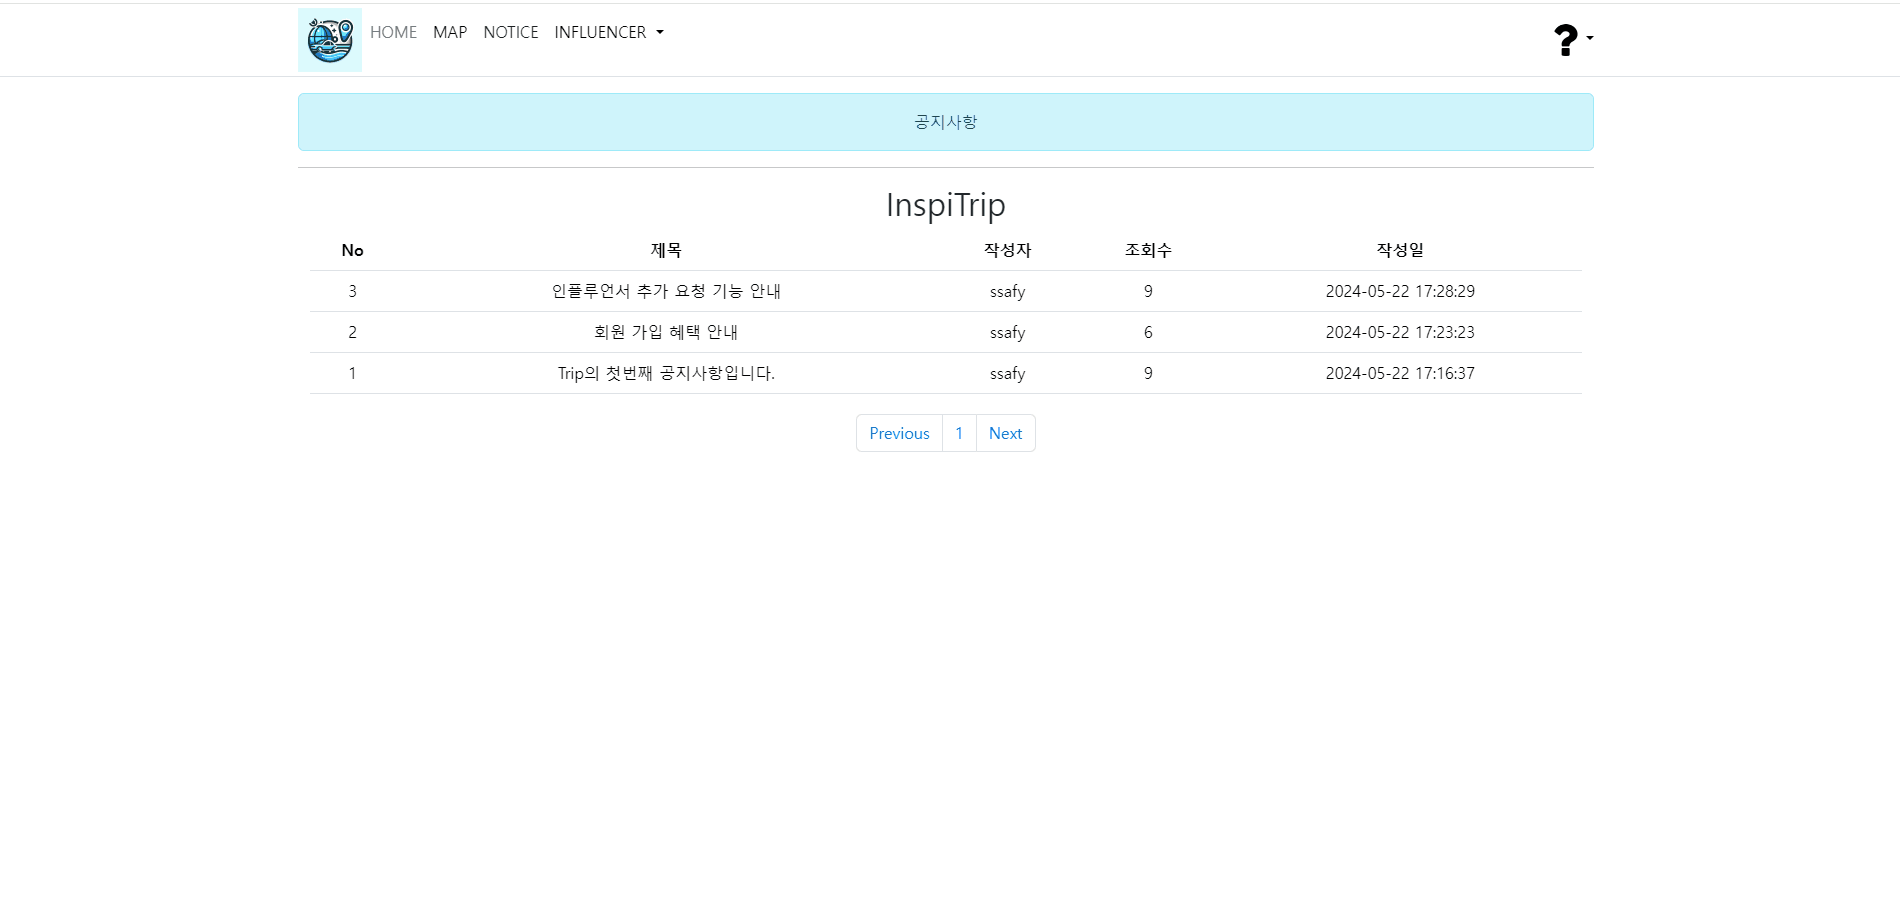 HOME MAP NOTICE INFLUENCER ?
공지사항
InspiTrip
No 제목 작성자 조회수 작성일
3 인플루언서 추가 요청 기능 안내 ssafy 9 2024-05-22 17:28:29
2 회원 가입 혜택 안내 ssafy 6 2024-05-22 17:23:23
1 Trip의 첫번째 공지사항입니다. ssafy 9 2024-05-22 17:16:37
Previous 1 Next